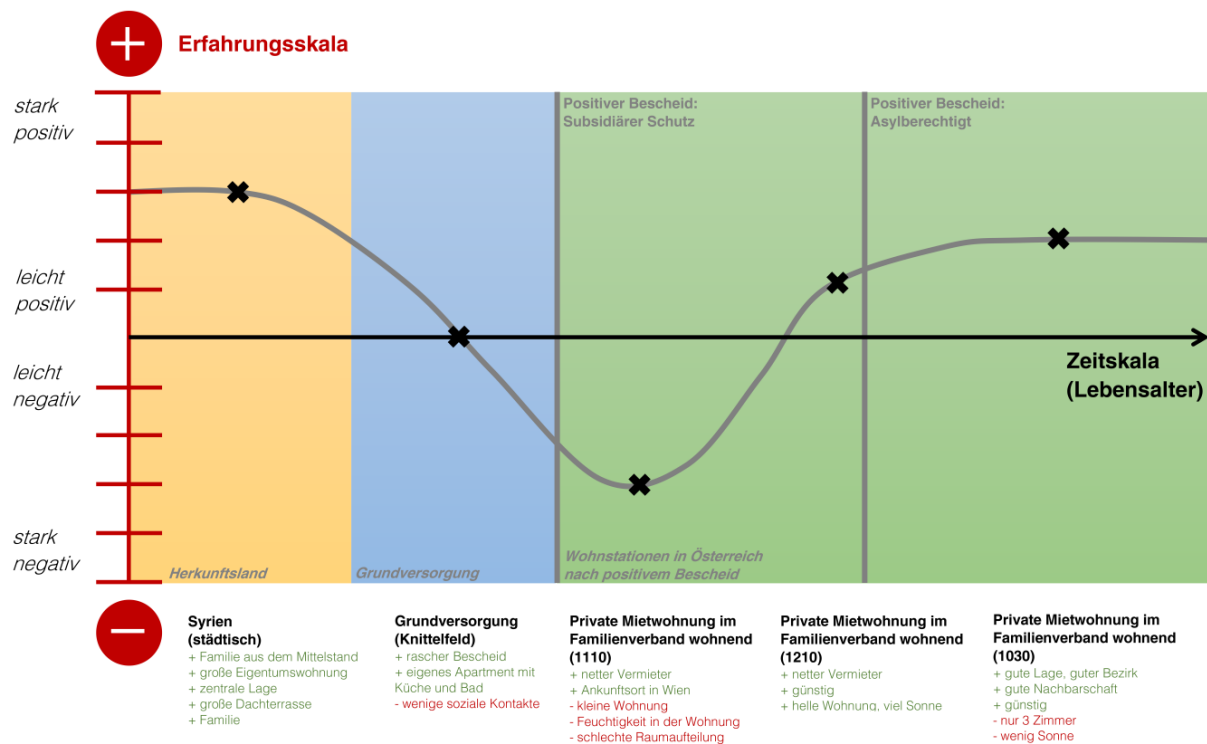 +
Erfahrungsskala
stark
positiv
leicht
positiv
leicht
negativ
stark
negativ
Positiver Bescheid:
Subsidiärer Schutz
Positiver Bescheid:
Asylberechtigt
Zeitskala
(Lebensalter)
Herkunftsland
Grundversorgung
Wohnstationen in Österreich
nach positivem Bescheid
–
Syrien
(städtisch)
+ Familie aus dem Mittelstand
+ große Eigentumswohnung
+ zentrale Lage
+ große Dachterrasse
+ Familie
Grundversorgung
(Knittelfeld)
+ rascher Bescheid
+ eigenes Apartment mit
Küche und Bad
- wenige soziale Kontakte
Private Mietwohnung im
Familienverband wohnend
(1110)
+ netter Vermieter
+ Ankunftsort in Wien
- kleine Wohnung
- Feuchtigkeit in der Wohnung
- schlechte Raumaufteilung
Private Mietwohnung im
Familienverband wohnend
(1210)
+ netter Vermieter
+ günstig
+ helle Wohnung, viel Sonne
Private Mietwohnung im
Familienverband wohnend
(1030)
+ gute Lage, guter Bezirk
+ gute Nachbarschaft
+ günstig
- nur 3 Zimmer
- wenig Sonne